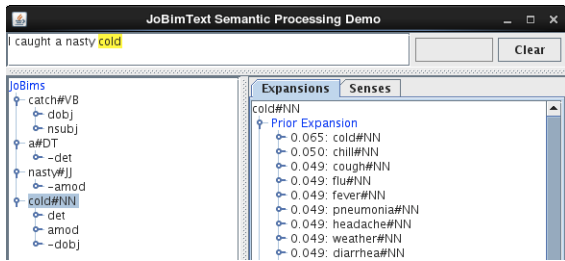 JoBimText Semantic Processing Demo
I caught a nasty cold
Clear
JoBims
catch#VB
dobj
nsubj
a#DT
-det
nasty#JJ
-amod
cold#NN
det
amod
-dobj
Expansions Senses
cold#NN
Prior Expansion
0.065: cold#NN
0.050: chill#NN
0.049: cough#NN
0.049: flu#NN
0.049: fever#NN
0.049: pneumonia#NN
0.049: headache#NN
0.049: weather#NN
0.049: diarrhea#NN